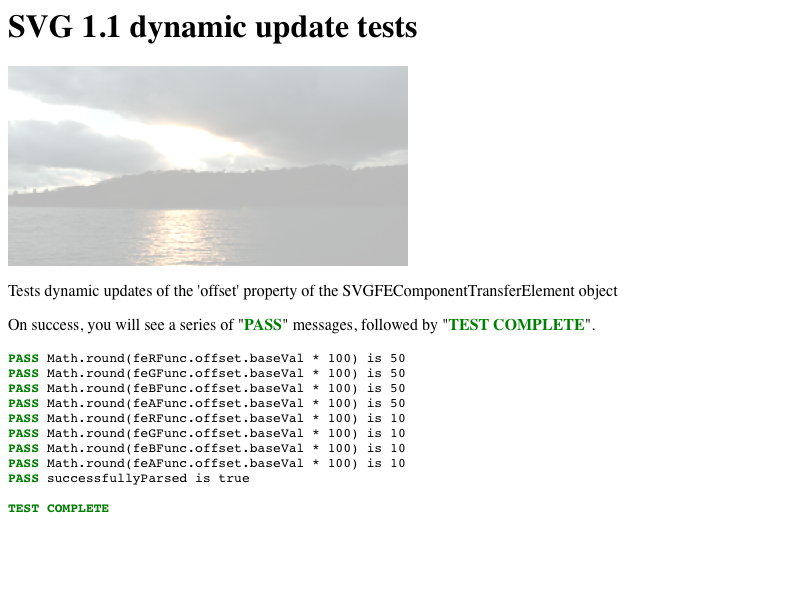 SVG 1.1 dynamic update tests
Tests dynamic updates of the 'offset' property of the SVGFEComponentTransferElement object
On success, you will see a series of "PASS" messages, followed by "TEST COMPLETE".
PASS Math.round(feRFunc.offset.baseVal * 100) is 50
PASS Math.round(feGFunc.offset.baseVal * 100) is 50
PASS Math.round(feBFunc.offset.baseVal * 100) is 50
PASS Math.round(feAFunc.offset.baseVal * 100) is 50
PASS Math.round(feRFunc.offset.baseVal * 100) is 10
PASS Math.round(feGFunc.offset.baseVal * 100) is 10
PASS Math.round(feBFunc.offset.baseVal * 100) is 10
PASS Math.round(feAFunc.offset.baseVal * 100) is 10
PASS successfullyParsed is true
TEST COMPLETE